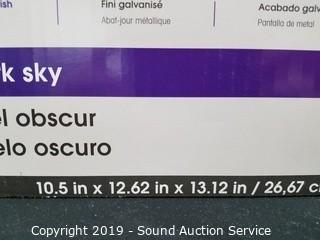 ish
Fini galvanisé
Acabado galv
Abat-jour métallique
Pantalla de metal
rk sky
el obscur
elo oscuro
10.5 in x 12.62 in x 13.12 in / 26,67 c
Copyright 2019 - Sound Auction Service